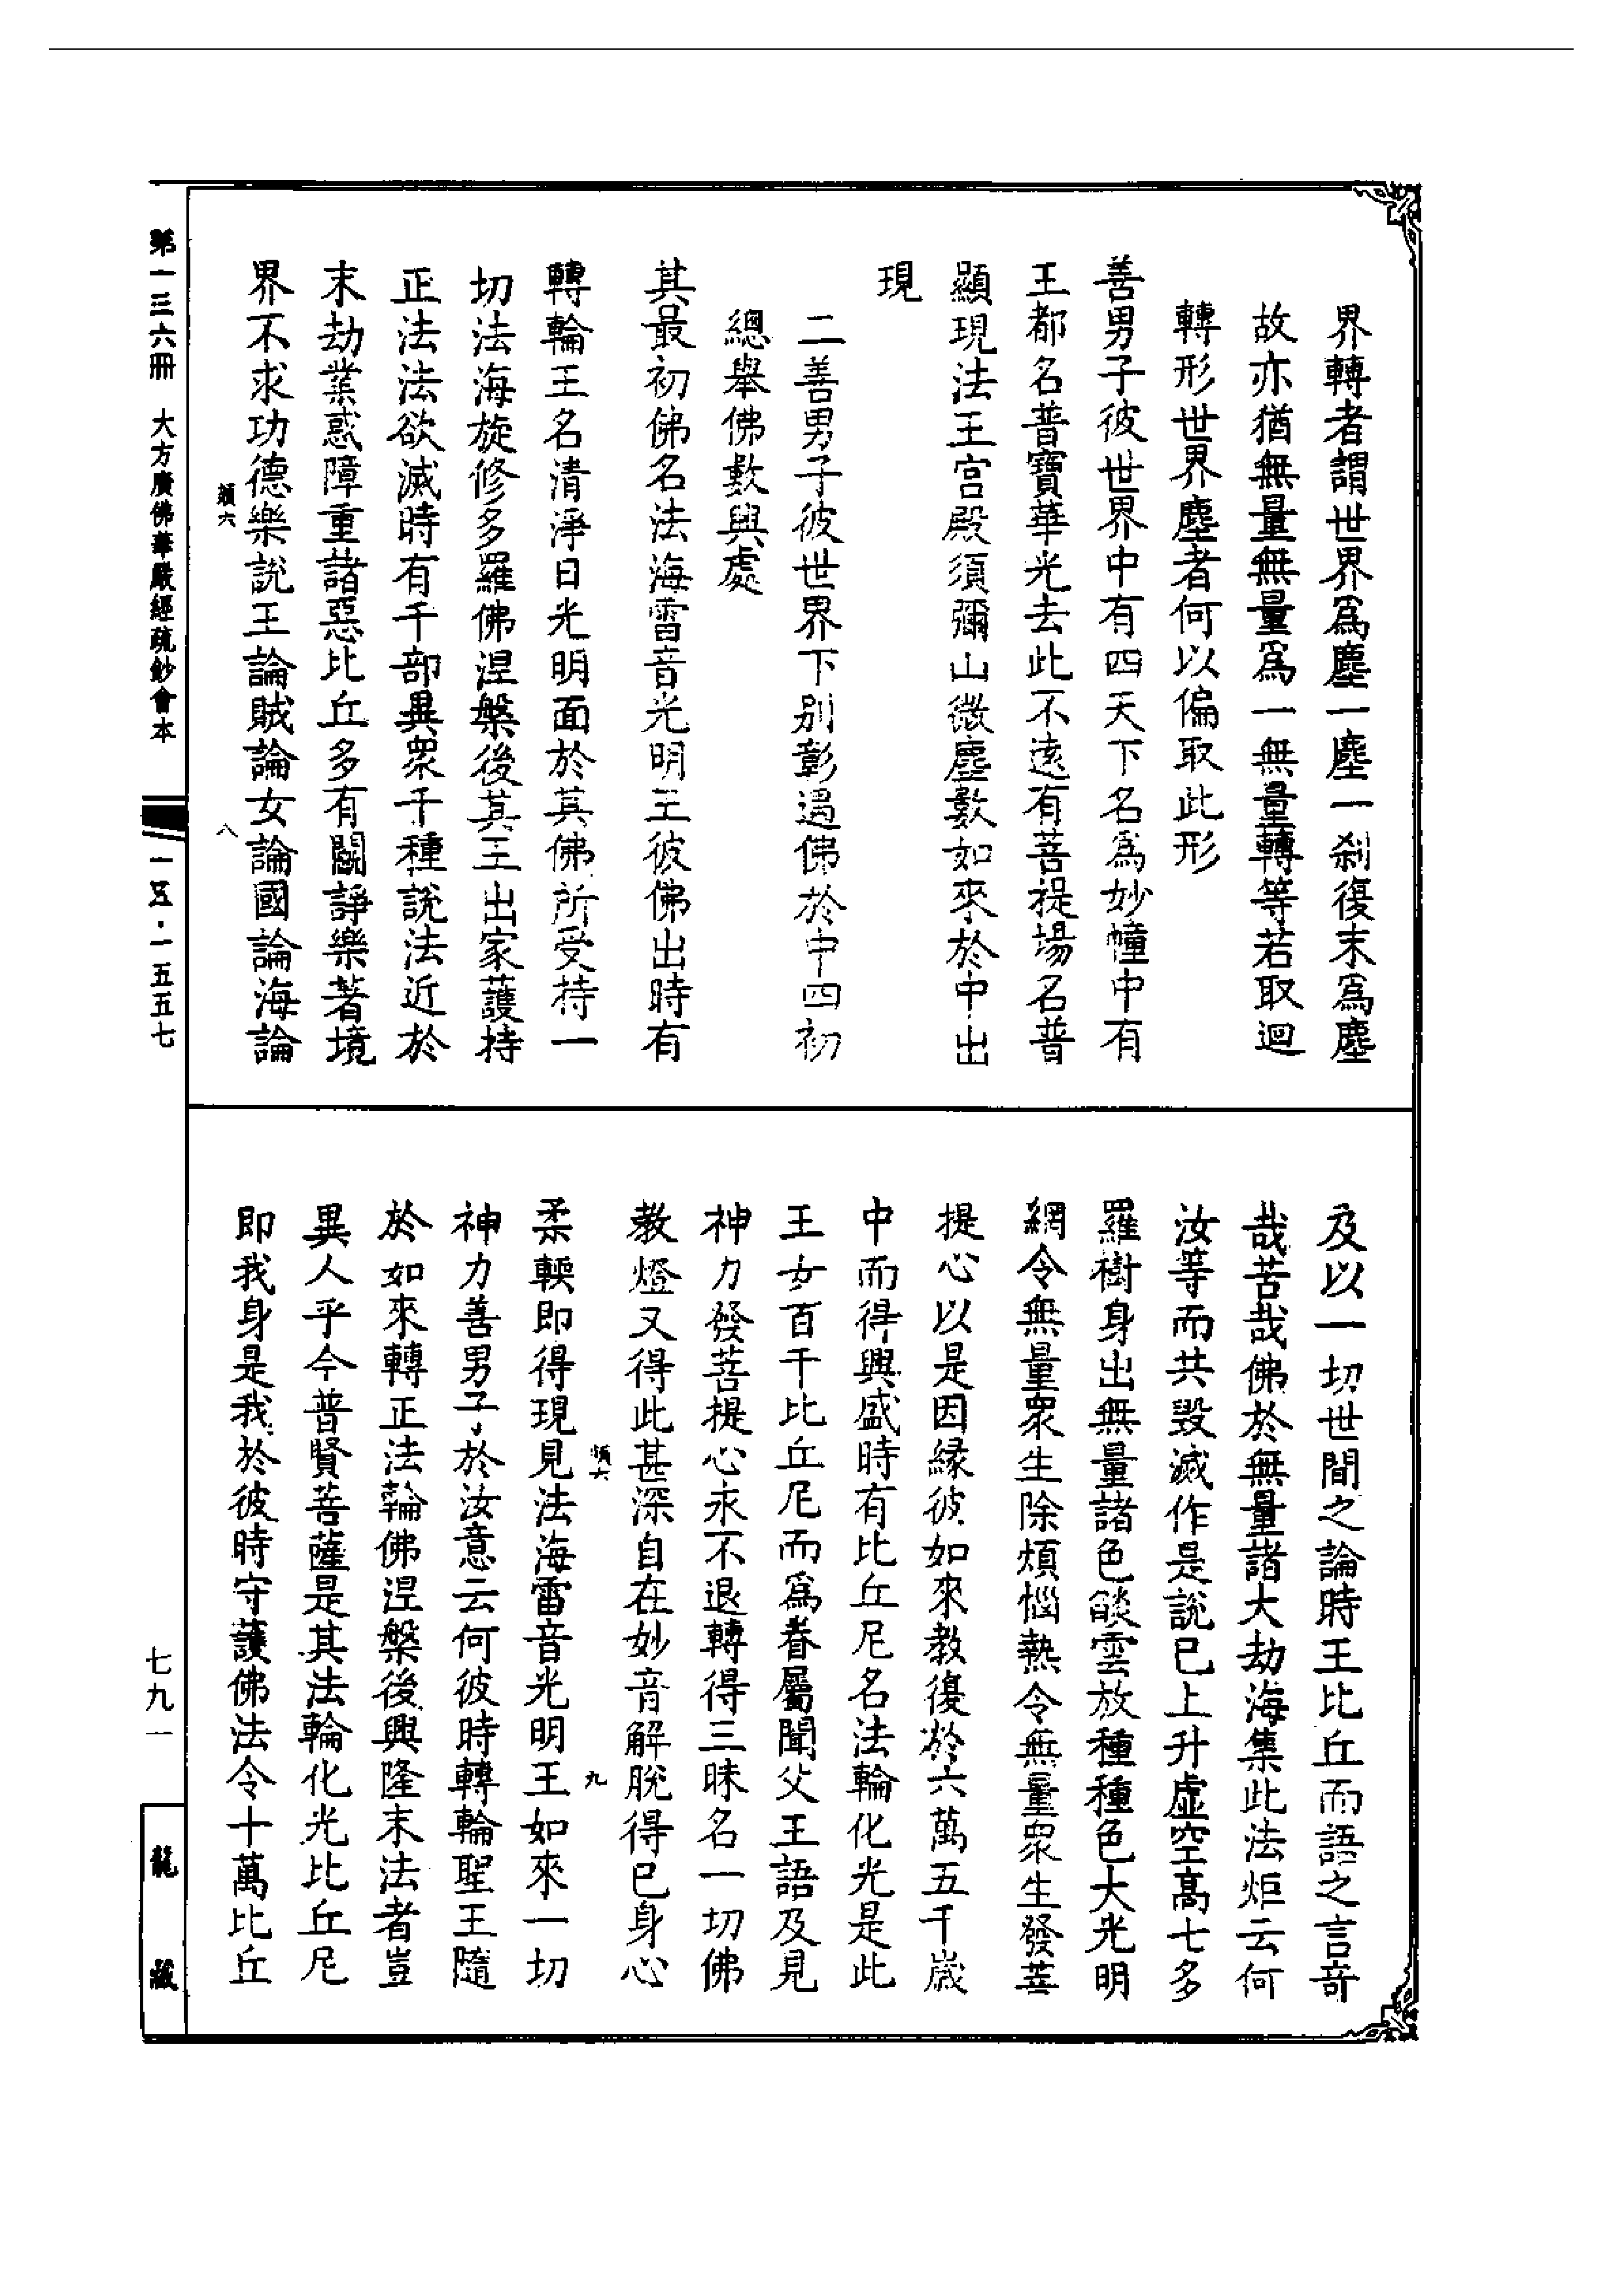 界轉者謂世界爲塵一塵一刹復末爲塵
故亦猶無量無量爲一無量轉等若取迴
轉形世界塵者何以偏取此形
善男子彼世界中有四天下名爲妙幢中有
王都名普寶華光去此不遠有菩提場名普
顯現法王宮殿須彌山微塵數如來於中出
現
二善男子彼世界下別彰遇佛於中四初
總舉佛數興處
其最初佛名法海雷音光明王彼佛出時有
轉輪王名清淨日光明面於其佛所受持一
切法海旋修多羅佛涅槃後其王出家護持
正法法欲滅時有千部異眾千種說法近於
末劫業惑障重諸惡比丘多有鬭諍樂著境
界不求功德樂說王論賊論女論國論海論
頻六
八
及以一切世間之論時王比丘而語之言奇
哉苦哉佛於無量諸大劫海集此法炬云何
汝等而共毀滅作是說已上升虛空高七多
羅樹身出無量諸色燄雲放種種色大光明
網令無量眾生除煩惱熱令無量眾生發菩
提心以是因緣彼如來教復於六萬五千歲
中而得興盛時有比丘尼名法輪化光是此
王女百千比丘尼而爲眷屬聞父王語及見
神力發菩提心永不退轉得三昧名一切佛
教燈又得此甚深自在妙音解脫得已身心
頻六
九
柔輭即得現見法海雷音光明王如來一切
神力善男子於汝意云何彼時轉輪聖王隨
於如來轉正法輪佛涅槃後興隆末法者豈
異人乎今普賢菩薩是其法輪化光比丘尼
即我身是我於彼時守護佛法令十萬比丘
第一三六冊　大方廣佛華嚴經疏鈔會本
一五·一五五七
七九一
龍藏